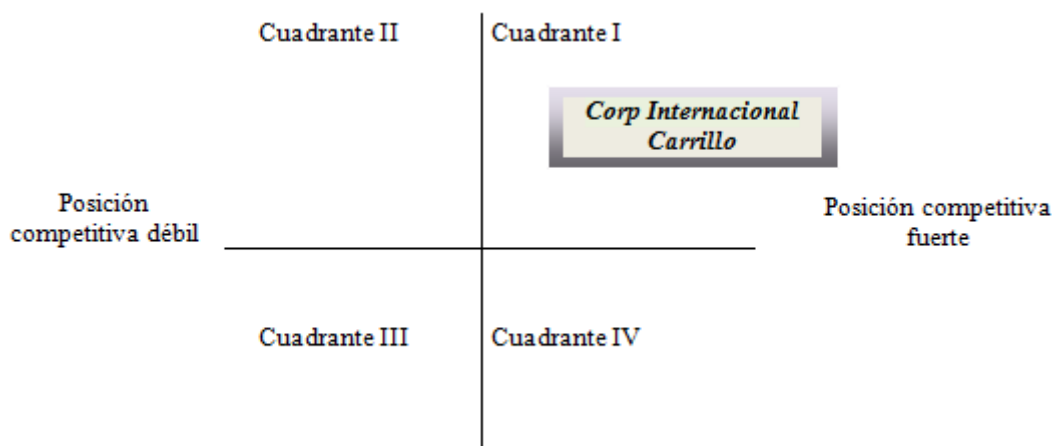 Cuadrante II
Cuadrante I
Corp Internacional
Carrillo
Posición
competitiva débil
Posición competitiva
fuerte
Cuadrante III
Cuadrante IV